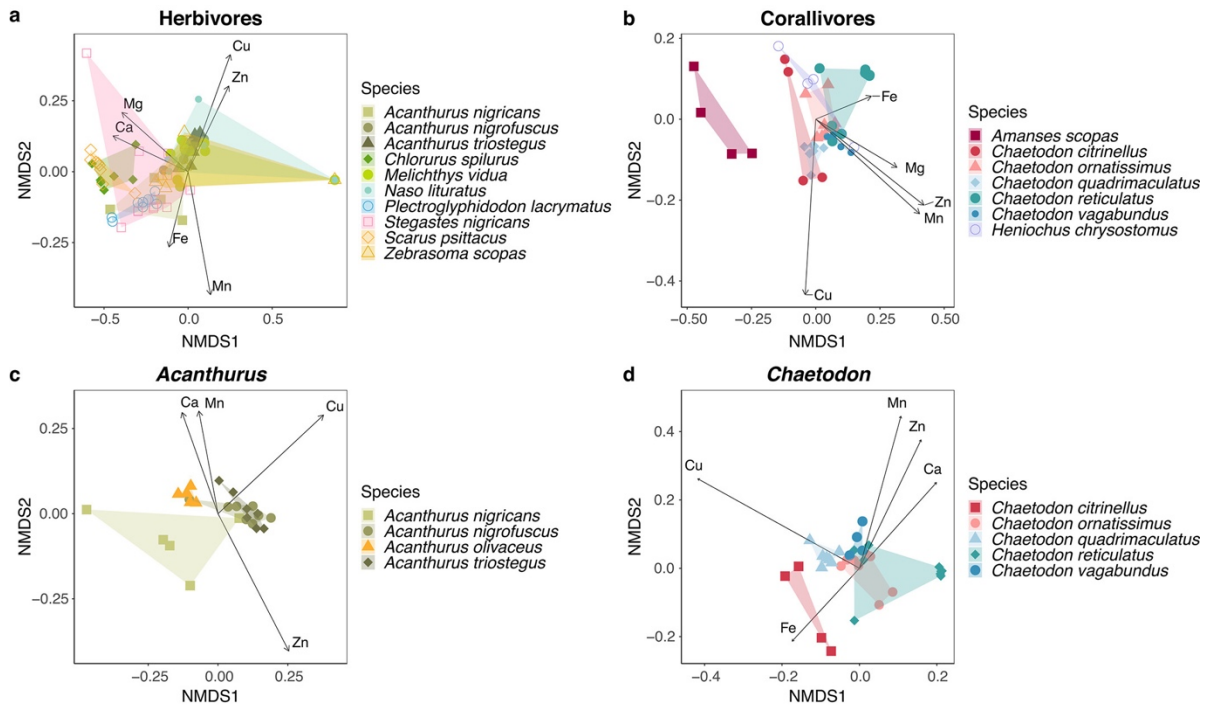 a
Herbivores
NMDS2
0.25
0.00
−0.25
Cu
Zn
Mg
Ca
Fe
Mn
−0.5
0.0
0.5
NMDS1
Species
Acanthurus nigricans
Acanthurus nigrofuscus
Acanthurus triostegus
Chlorurus spilurus
Melichthys vidua
Naso lituratus
Plectroglyphidodon lacrymatus
Stegastes nigricans
Scarus psittacus
Zebrasoma scopas
b
Corallivores
NMDS2
0.2
0.0
−0.2
−0.4
Fe
Mg
Zn
Mn
Cu
−0.50
−0.25
0.00
0.25
0.50
NMDS1
Species
Amanses scopas
Chaetodon citrinellus
Chaetodon ornatissimus
Chaetodon quadrimaculatus
Chaetodon reticulatus
Chaetodon vagabundus
Heniochus chrysostomus
c
Acanthurus
NMDS2
0.25
0.00
−0.25
Ca
Mn
Cu
Zn
0.00
0.25
NMDS1
Species
Acanthurus nigricans
Acanthurus nigrofuscus
Acanthurus olivaceus
Acanthurus triostegus
d
Chaetodon
NMDS2
0.4
0.2
0.0
−0.2
Mn
Zn
Ca
Cu
Fe
−0.4
−0.2
0.0
0.2
NMDS1
Species
Chaetodon citrinellus
Chaetodon ornatissimus
Chaetodon quadrimaculatus
Chaetodon reticulatus
Chaetodon vagabundus